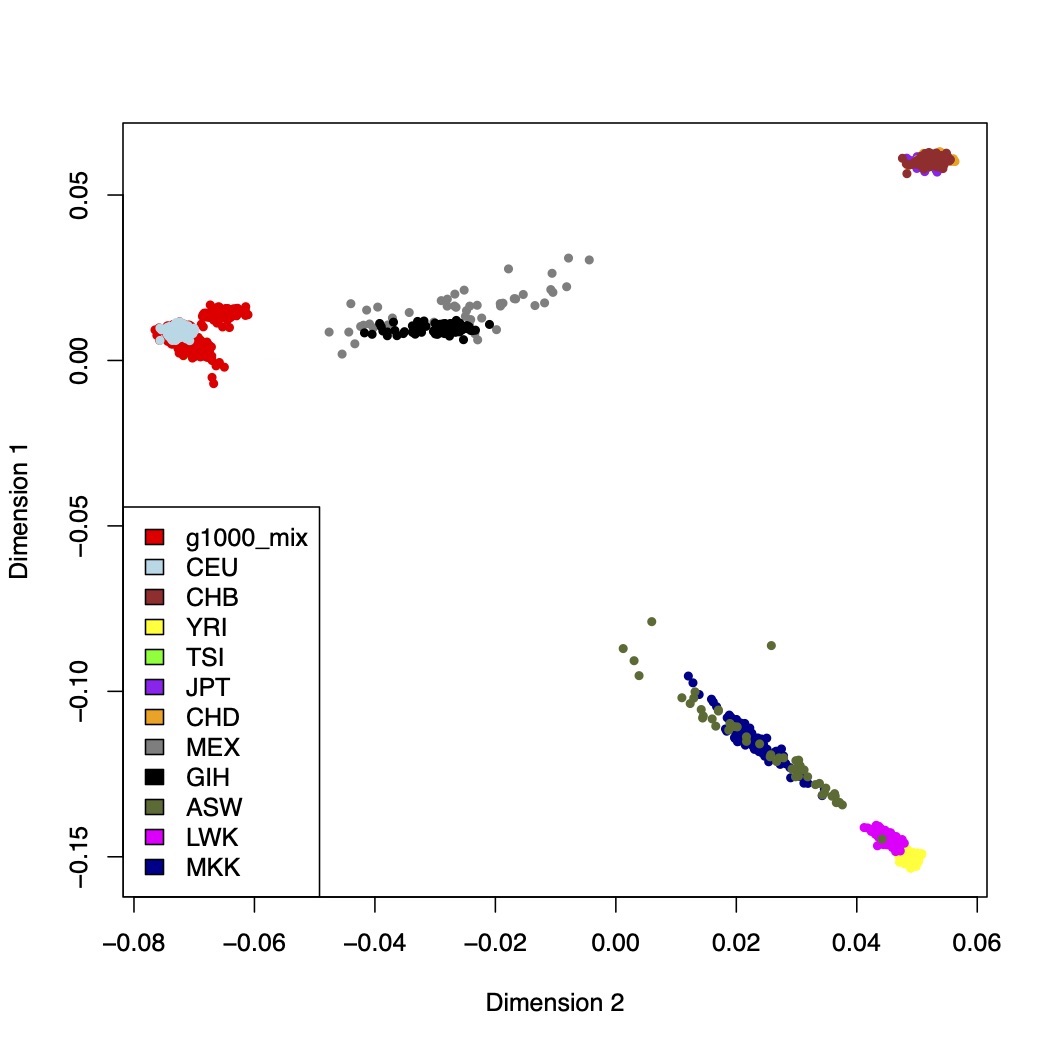 0.05
0.00
−0.05
−0.10
−0.15
Dimension 1
g1000_mix
CEU
CHB
YRI
TSI
JPT
CHD
MEX
GIH
ASW
LWK
MKK
−0.08 −0.06 −0.04 −0.02 0.00 0.02 0.04 0.06
Dimension 2